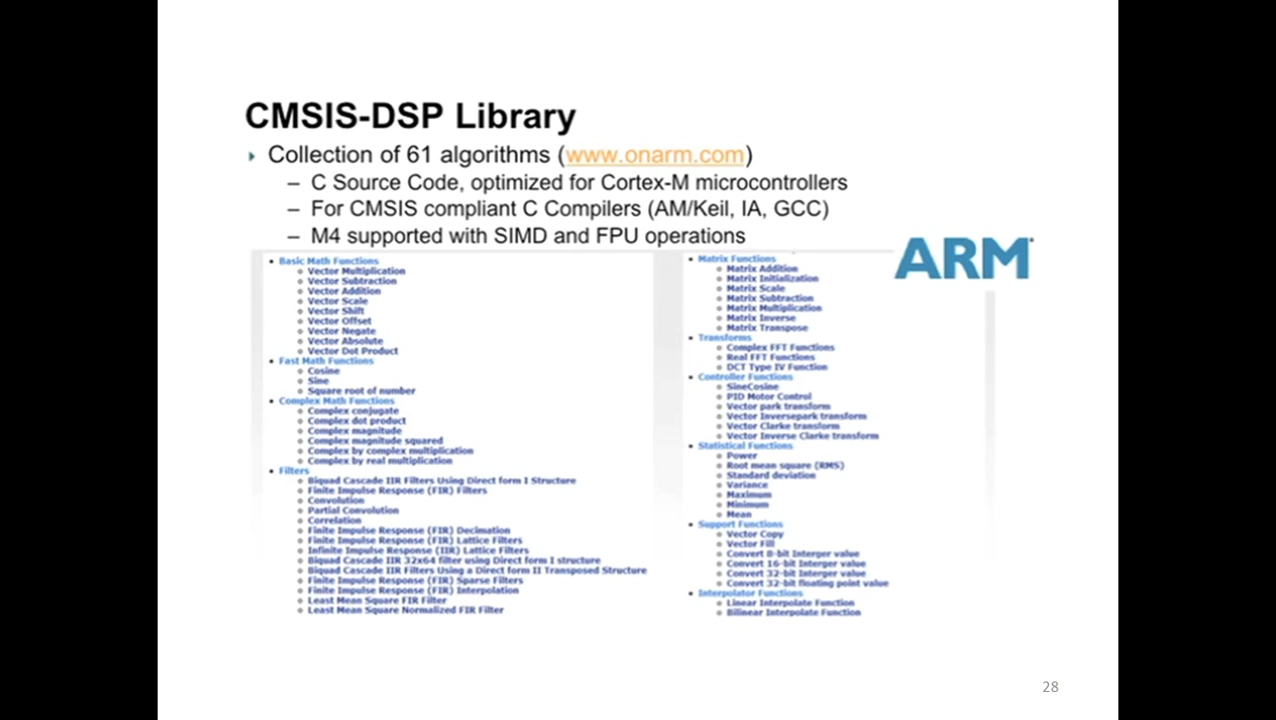 CMSIS-DSP Library
Collection of 61 algorithms (www.onarm.com)
– C Source Code, optimized for Cortex-M microcontrollers
– For CMSIS compliant C Compilers (AM/Keil, IA, GCC)
– M4 supported with SIMD and FPU operations
ARM
Basic Math Functions
Vector Multiplication
Vector Subtraction
Vector Addition
Vector Scale
Vector Shift
Vector Offset
Vector Negate
Vector Absolute
Vector Dot Product
Fast Math Functions
Cosine
Sine
Square root of number
Complex Math Functions
Complex conjugate
Complex dot product
Complex magnitude
Complex magnitude squared
Complex by complex multiplication
Complex by real multiplication
Filters
Biquad Cascade IIR Filters Using Direct form I Structure
Finite Impulse Response (FIR) Filters
Convolution
Partial Convolution
Correlation
Finite Impulse Response (FIR) Decimation
Finite Impulse Response (FIR) Lattice Filters
Infinite Impulse Response (IIR) Lattice Filters
Biquad Cascade IIR 32x64 filter using Direct form I structure
Biquad Cascade IIR Filters Using a Direct form II Transposed Structure
Finite Impulse Response (FIR) Sparse Filters
Finite Impulse Response (FIR) Interpolation
Least Mean Square FIR Filter
Least Mean Square Normalized FIR Filter
Matrix Functions
Matrix Addition
Matrix Initialization
Matrix Scale
Matrix Subtraction
Matrix Multiplication
Matrix Inverse
Matrix Transpose
Transforms
Complex FFT Functions
Real FFT Functions
DCT Type IV Function
Controller Functions
SineCosine
PID Motor Control
Vector park transform
Vector Inversepark transform
Vector Clarke transform
Vector Inverse Clarke transform
Statistical Functions
Power
Root mean square (RMS)
Standard deviation
Variance
Maximum
Minimum
Mean
Support Functions
Vector Copy
Vector Fill
Convert 8-bit Interger value
Convert 16-bit Interger value
Convert 32-bit Interger value
Convert 32-bit floating point value
Interpolator Functions
Linear Interpolate Function
Bilinear Interpolate Function
28